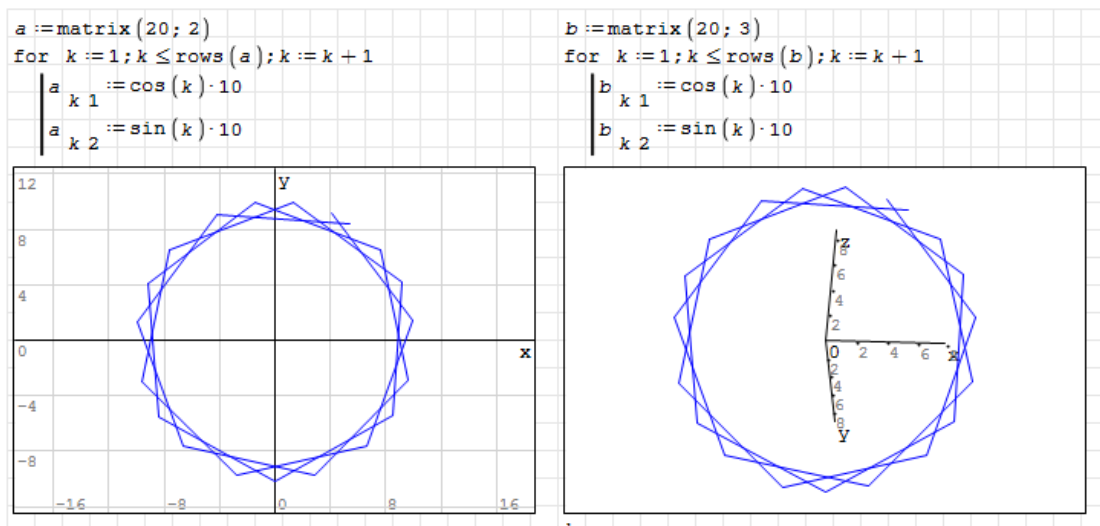 a:=matrix(20; 2)
for k:=1;k≤rows(a);k:=k+1
a k 1 :=cos(k)·10
a k 2 :=sin(k)·10
12
y
8
4
0
x
-4
-8
-16 -8 0 8 16
b:=matrix(20; 3)
for k:=1;k≤rows(b);k:=k+1
b k 1 :=cos(k)·10
b k 2 :=sin(k)·10
z
8
6
4
2
0 2 4 6
2
4
6
8
y